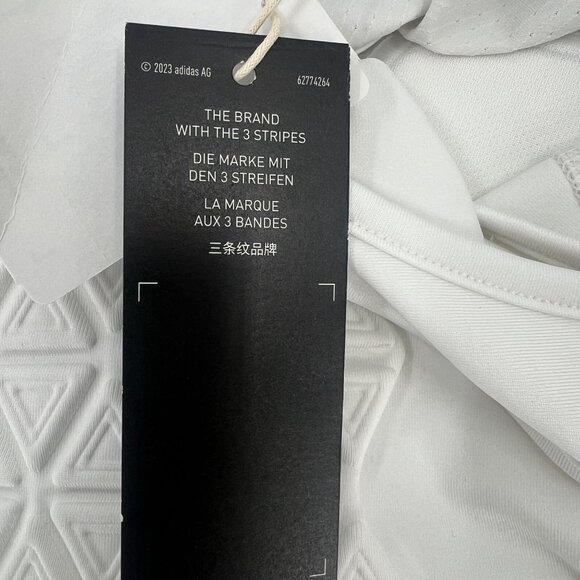 © 2023 adidas AG
62774264
THE BRAND
WITH THE 3 STRIPES
DIE MARKE MIT
DEN 3 STREIFEN
LA MARQUE
AUX 3 BANDES
三条纹品牌